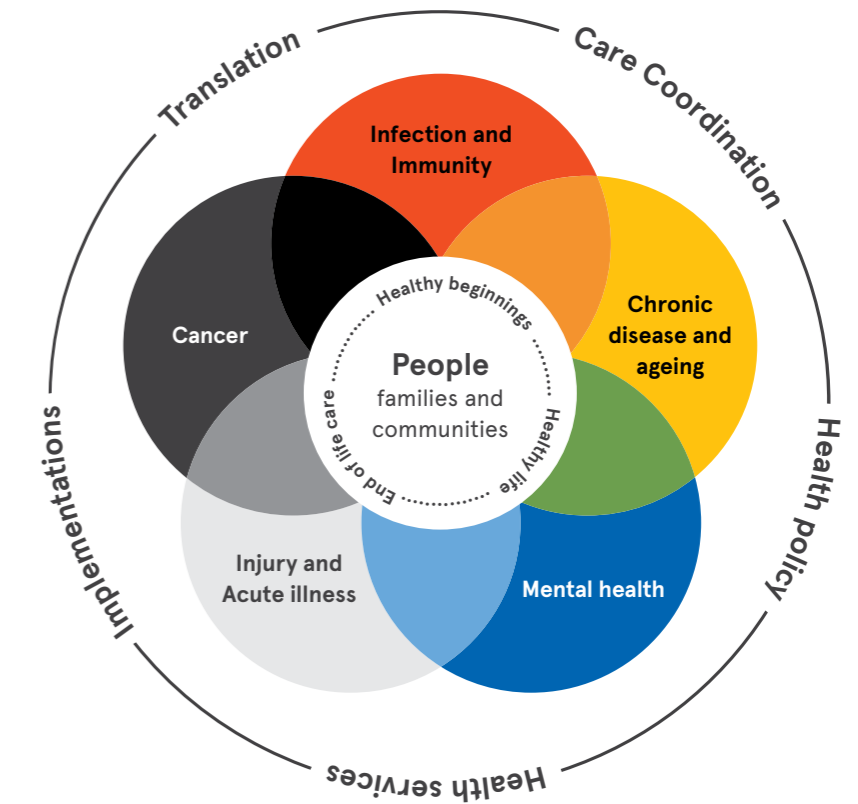 Translation
Care Coordination
Infection and
Immunity
Healthy beginnings
Chronic
disease and
ageing
Cancer
People
families and
communities
End of life care
Healthy life
Health policy
Implementations
Injury and
Acute illness
Mental health
Health services